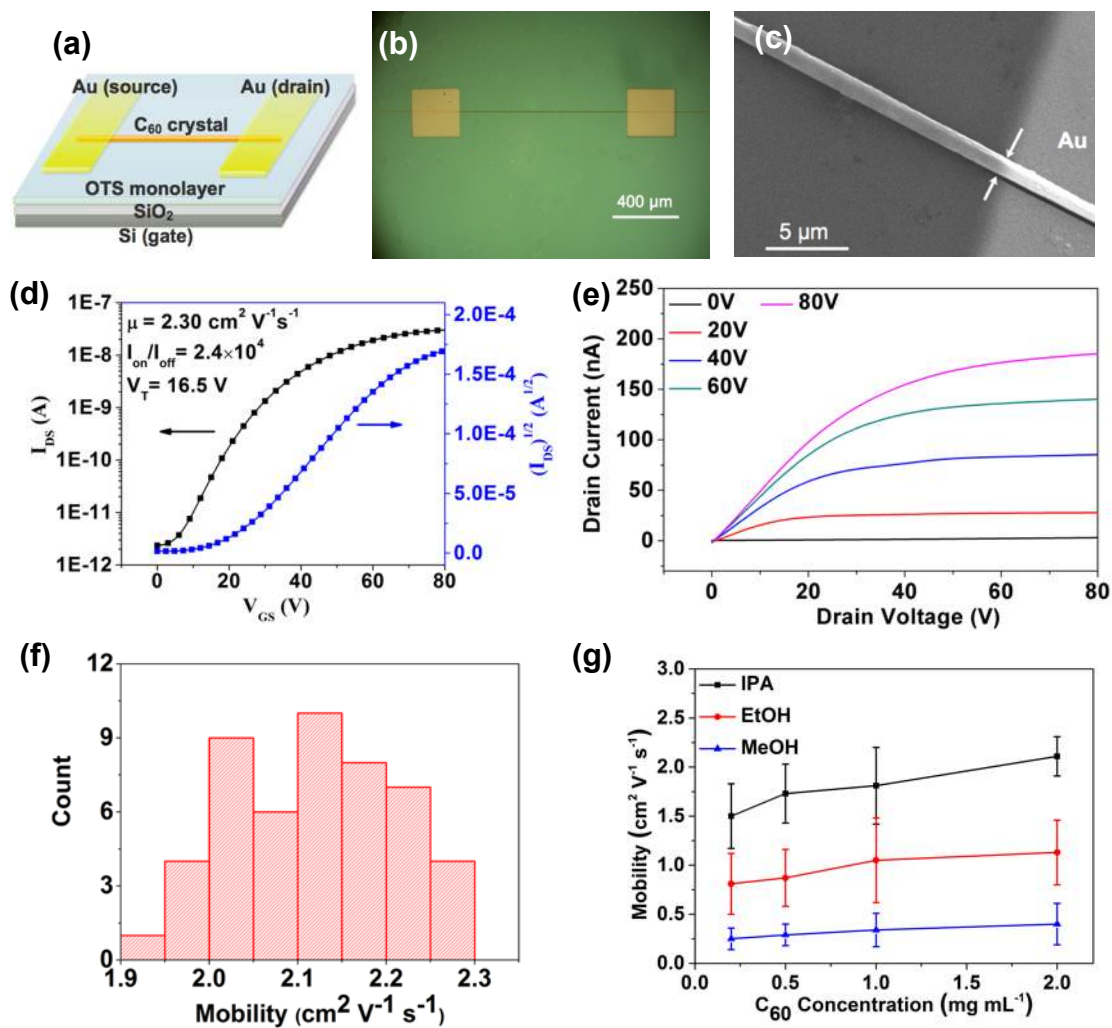 (a)
Au (source)
Au (drain)
C₆₀ crystal
OTS monolayer
SiO₂
Si (gate)
(b)
400 μm
(c)
Au
5 μm
(d)
1E-7
1E-8
1E-9
1E-10
1E-11
1E-12
I_DS (A)
μ = 2.30 cm² V⁻¹s⁻¹
I_on/I_off= 2.4×10⁴
V_T= 16.5 V
2.0E-4
1.5E-4
1.0E-4
5.0E-5
0.0
(I_DS)^1/2 (A^1/2)
0 20 40 60 80
V_GS (V)
(e)
250
200
150
100
50
0
Drain Current (nA)
0V 80V
20V
40V
60V
0 20 40 60 80
Drain Voltage (V)
(f)
12
9
6
3
0
Count
1.9 2.0 2.1 2.2 2.3
Mobility (cm² V⁻¹ s⁻¹)
(g)
3.0
2.5
2.0
1.5
1.0
0.5
0.0
Mobility (cm² V⁻¹ s⁻¹)
IPA
EtOH
MeOH
0.0 0.5 1.0 1.5 2.0
C₆₀ Concentration (mg mL⁻¹)